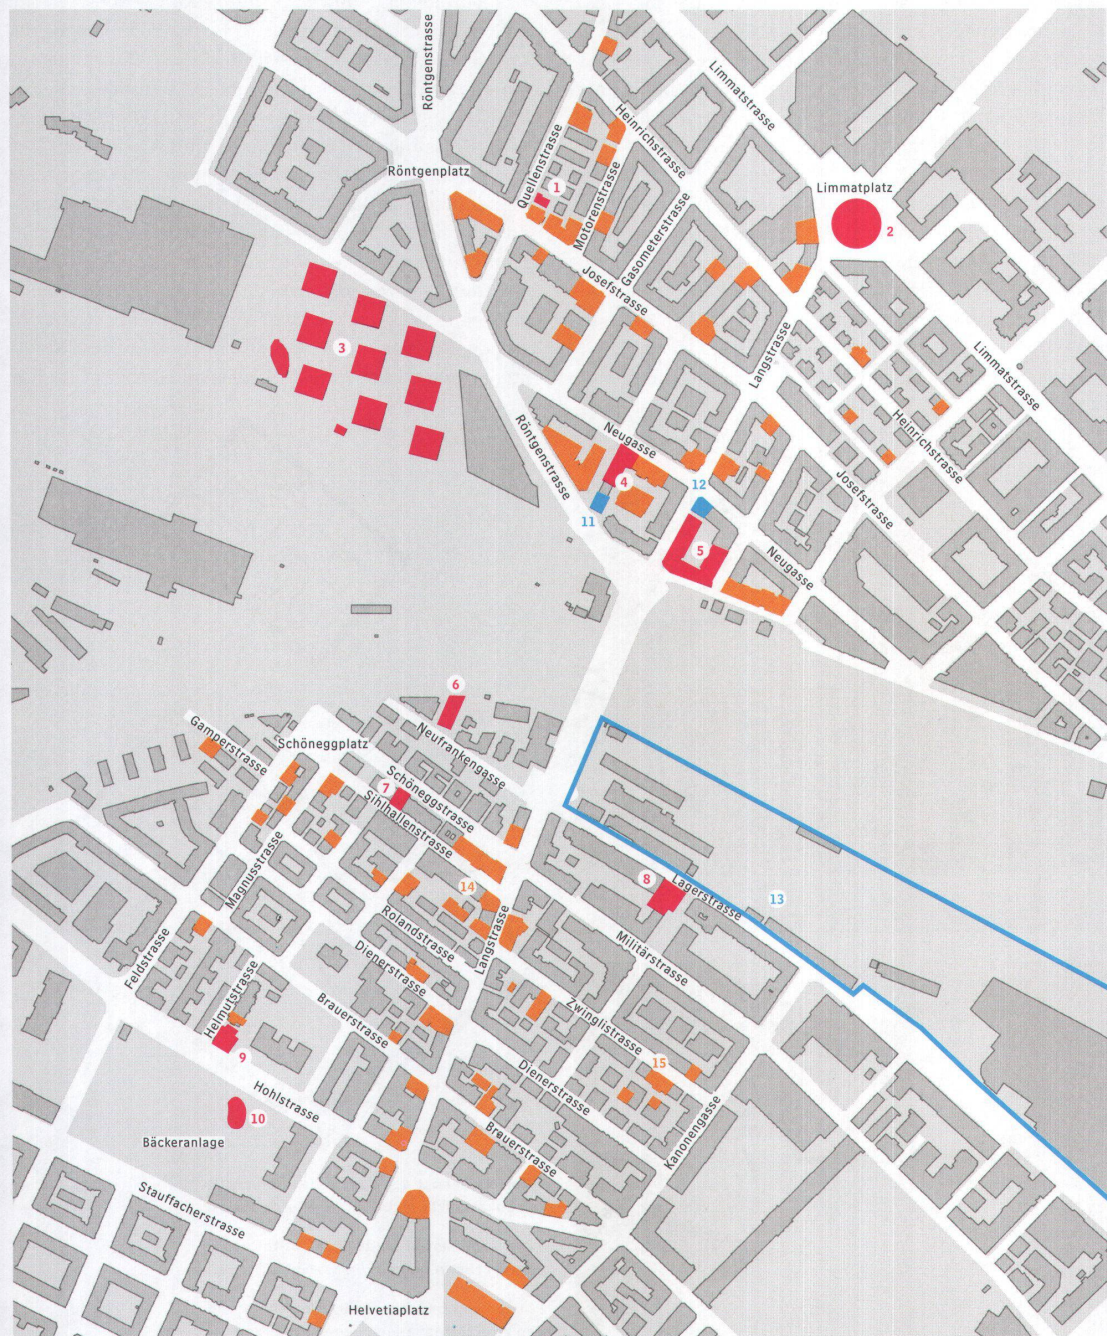 Röntgenstrasse
Limmatstrasse
Heinrichstrasse
Quellenstrasse
Röntgenplatz
1
Motorenstrasse
Limmatplatz
2
Gasometerstrasse
Josefstrasse
3
Langstrasse
Limmatstrasse
Heinrichstrasse
Röntgenstrasse
Neugasse
4
12
11
Josefstrasse
5
Neugasse
6
Gamperstrasse
Schöneggplatz
Neufrankengasse
Schöneggstrasse
7
Sihlhallenstrasse
14
8
Lagerstrasse
13
Magnusstrasse
Rolandstrasse
Langstrasse
Militärstrasse
Feldstrasse
Dienerstrasse
Helmutstrasse
Brauerstrasse
Zwinglistrasse
9
15
Dienerstrasse
Hohlstrasse
10
Bäckeranlage
Brauerstrasse
Kanonengasse
Stauffacherstrasse
Helvetiaplatz